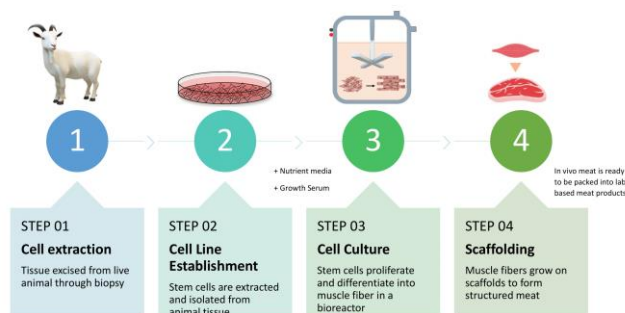 1
2
3
4
+ Nutrient media
+ Growth Serum
In vivo meat is ready
to be packed into lab
based meat products
STEP 01
Cell extraction
Tissue excised from live
animal through biopsy
STEP 02
Cell Line
Establishment
Stem cells are extracted
and isolated from
animal tissue
STEP 03
Cell Culture
Stem cells proliferate
and differentiate into
muscle fiber in a
bioreactor
STEP 04
Scaffolding
Muscle fibers grow on
scaffolds to form
structured meat